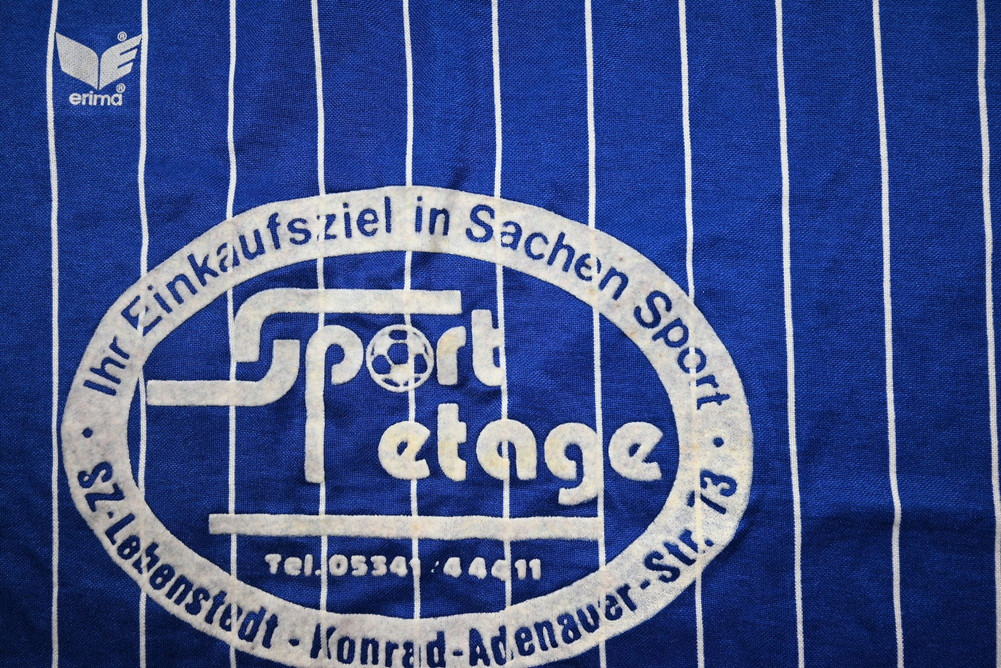 erima
Ihr Einkaufsziel in Sachen Sport
Sport
etage
Tel. 05341/44411
• SZ-Lebenstedt - Konrad-Adenauer-Str. 73 •